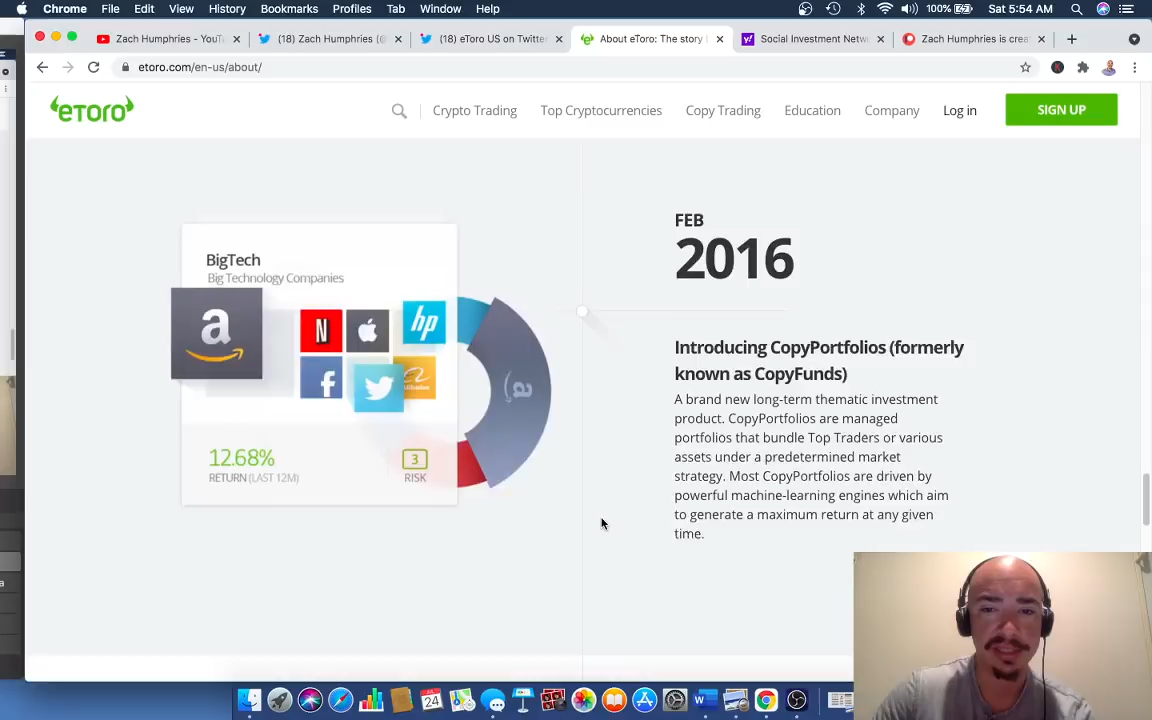 Chrome File Edit View History Bookmarks Profiles Tab Window Help 100% Sat 5:54 AM
Zach Humphries - YouT (18) Zach Humphries (@ (18) eToro US on Twitter About eToro: The story Social Investment Netw Zach Humphries is crea
etoro.com/en-us/about/
eToro Crypto Trading Top Cryptocurrencies Copy Trading Education Company Log in SIGN UP
FEB
2016
BigTech
Big Technology Companies
a
N hp
f
a
12.68%
RETURN (LAST 12M)
3
RISK
Introducing CopyPortfolios (formerly
known as CopyFunds)
A brand new long-term thematic investment
product. CopyPortfolios are managed
portfolios that bundle Top Traders or various
assets under a predetermined market
strategy. Most CopyPortfolios are driven by
powerful machine-learning engines which aim
to generate a maximum return at any given
time.
24